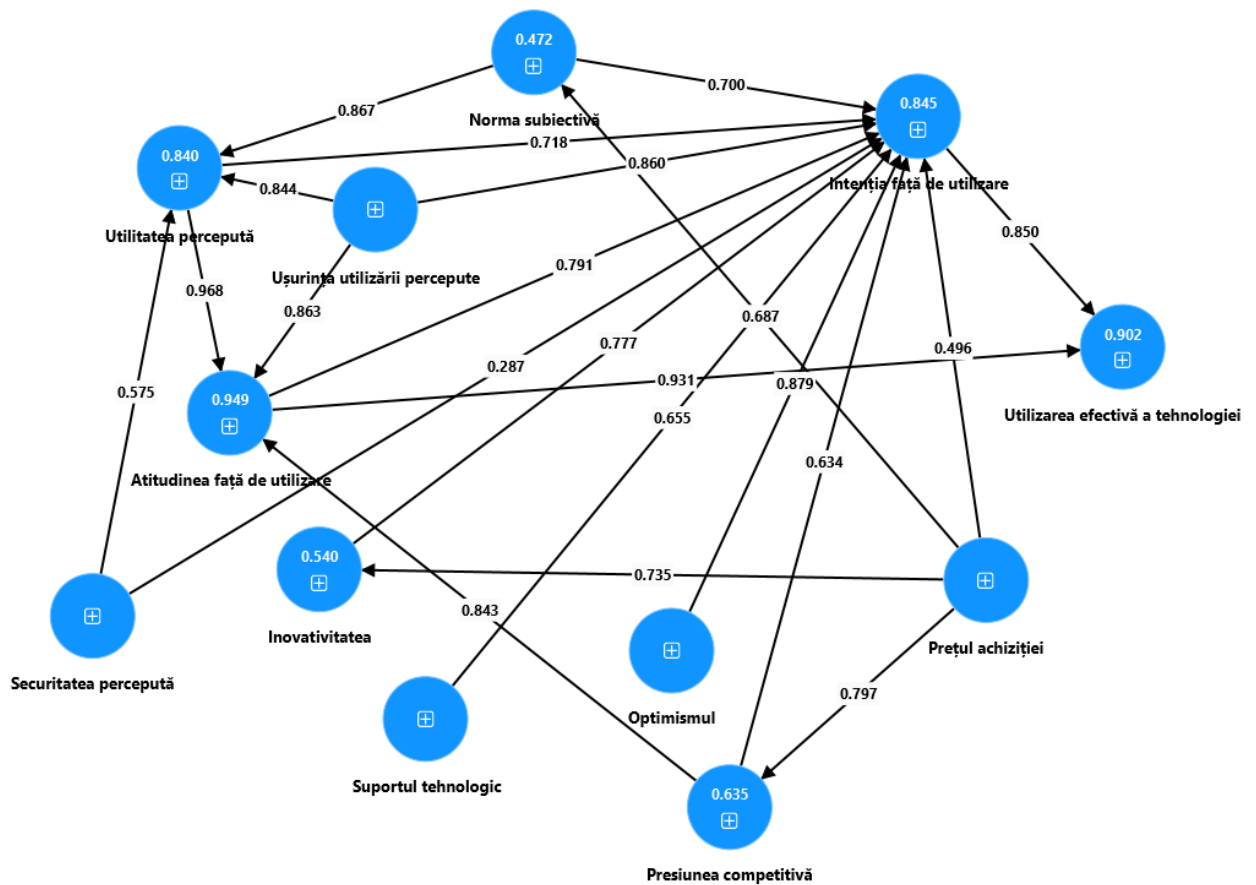 0.472
Norma subiectivă
0.845
Intenția față de utilizare
0.867
0.700
0.718
0.860
0.840
Utilitatea percepută
0.844
Ușurința utilizării percepute
0.850
0.968
0.863
0.791
0.687
0.777
0.496
0.902
Utilizarea efectivă a tehnologiei
0.287
0.931
0.879
0.575
0.655
0.949
Atitudinea față de utilizare
0.634
0.540
Inovativitatea
0.735
Prețul achiziției
0.843
Securitatea percepută
Optimismul
0.797
Suportul tehnologic
0.635
Presiunea competitivă